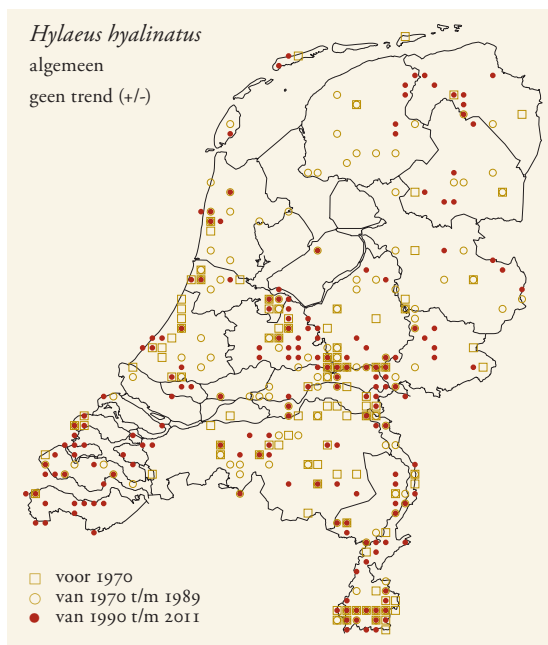 Hylaeus hyalinatus
algemeen
geen trend (+/-)
voor 1970
van 1970 t/m 1989
van 1990 t/m 2011